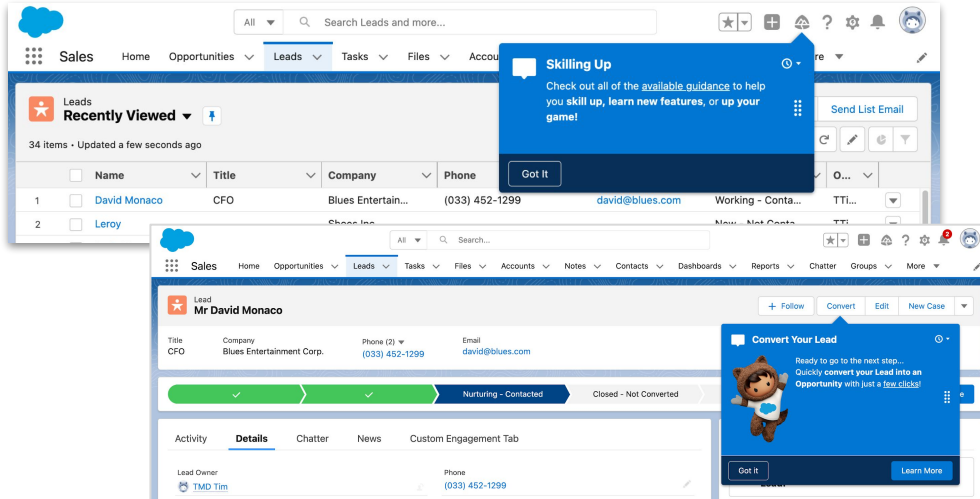 All
Search Leads and more...
Sales
Home
Opportunities
Leads
Tasks
Files
Skilling Up
Check out all of the available guidance to help
you skill up, learn new features, or up your
game!
Got It
Leads
Recently Viewed
Send List Email
34 items • Updated a few seconds ago
Name
Title
Company
Phone
O...
1
David Monaco
CFO
Blues Entertain...
(033) 452-1299
david@blues.com
Working - Conta...
TTi...
2
Leroy
Shoes Inc
All
Search...
2
Sales
Home
Opportunities
Leads
Tasks
Files
Accounts
Notes
Contacts
Dashboards
Reports
Chatter
Groups
More
Lead
Mr David Monaco
Follow
Convert
Edit
New Case
Title
Company
Phone (2)
Email
CFO
Blues Entertainment Corp.
(033) 452-1299
david@blues.com
Nurturing - Contacted
Closed - Not Converted
Convert Your Lead
Ready to go to the next step...
Quickly convert your Lead into an
Opportunity with just a few clicks!
Got it
Learn More
Activity
Details
Chatter
News
Custom Engagement Tab
Lead Owner
Phone
TMD Tim
(033) 452-1299